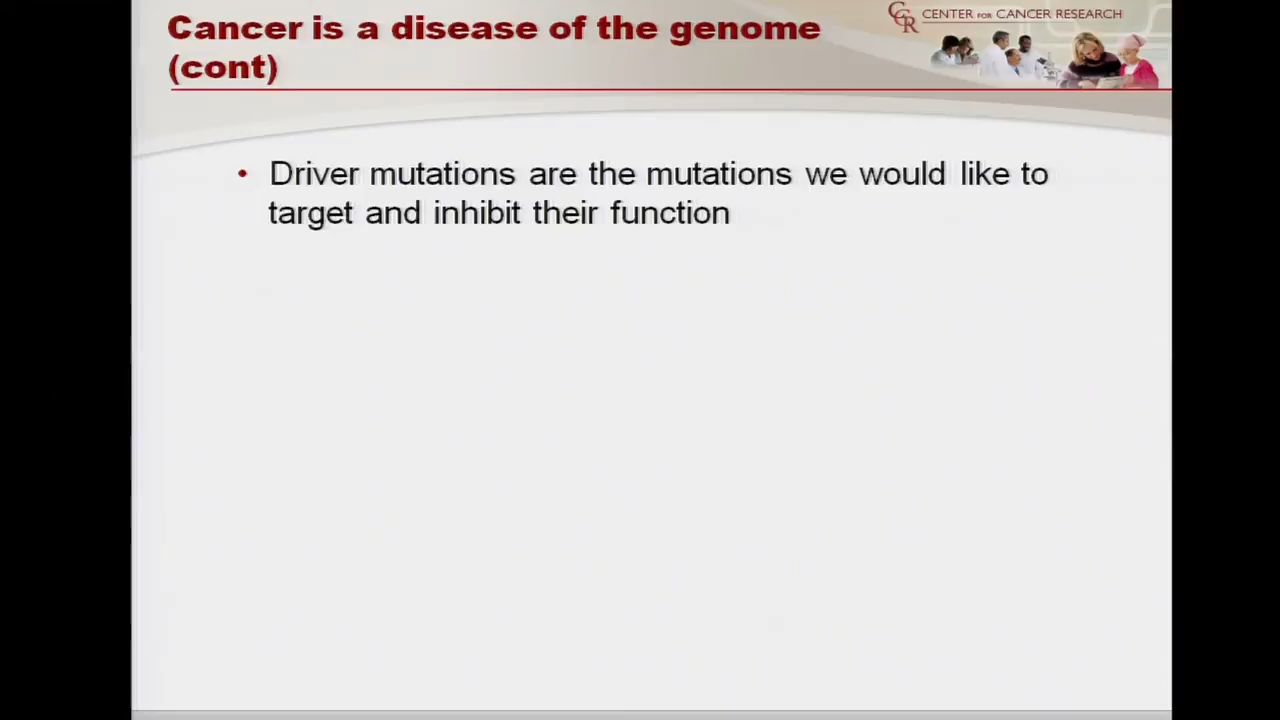 Cancer is a disease of the genome
(cont)
CCR CENTER FOR CANCER RESEARCH
• Driver mutations are the mutations we would like to
target and inhibit their function